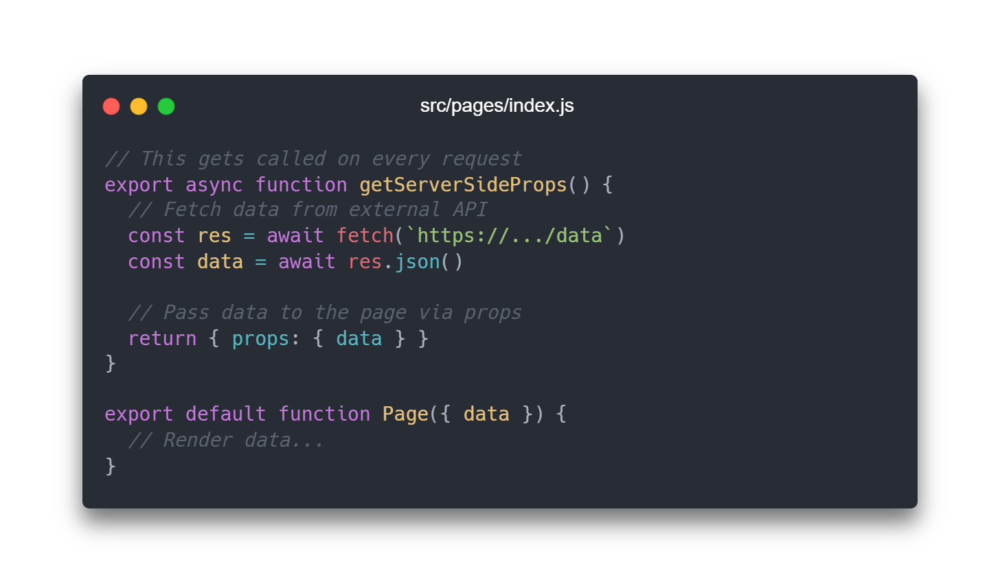 src/pages/index.js
// This gets called on every request
export async function getServerSideProps() {
  // Fetch data from external API
  const res = await fetch(`https://.../data`)
  const data = await res.json()

  // Pass data to the page via props
  return { props: { data } }
}

export default function Page({ data }) {
  // Render data...
}